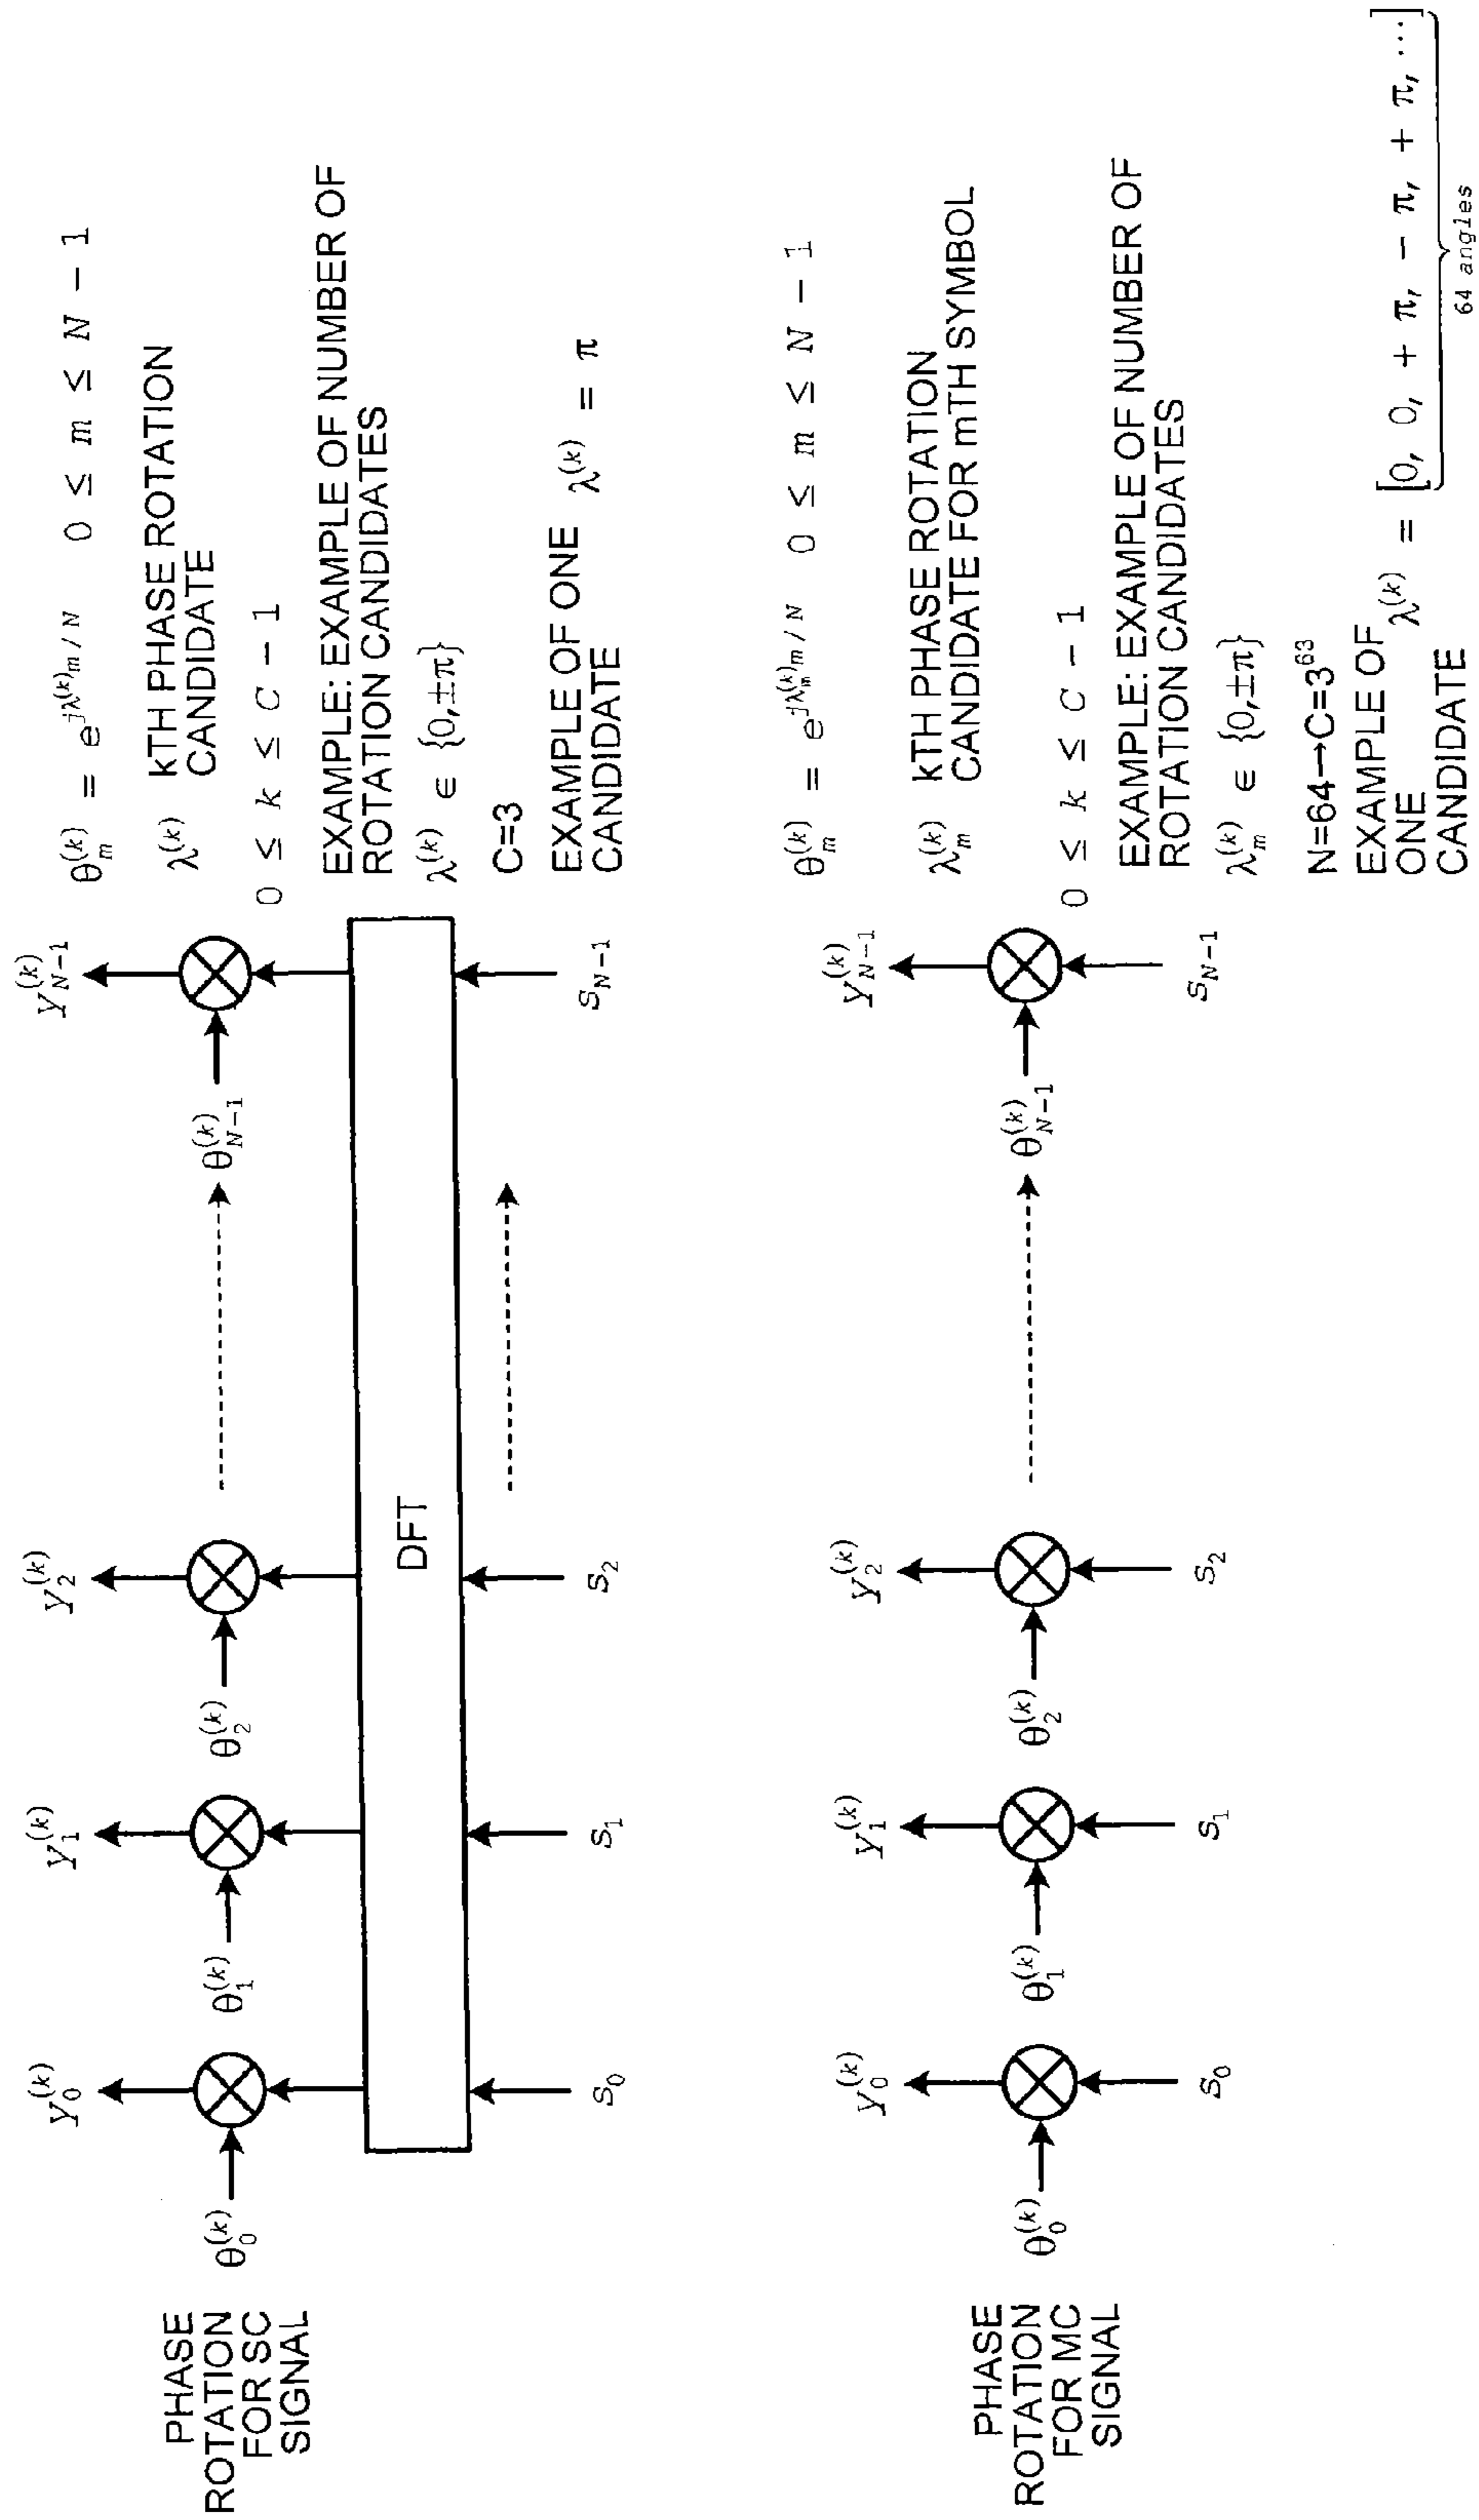 PHASE
ROTATION
FOR SC
SIGNAL
θ_0^{(k)} θ_1^{(k)} θ_2^{(k)} θ_{N-1}^{(k)}
Y_0^{(k)} Y_1^{(k)} Y_2^{(k)} Y_{N-1}^{(k)}
DFT
S_0 S_1 S_2 S_{N-1}
θ_m^{(k)} = e^{jλ^{(k)}m/N} 0 ≤ m ≤ N − 1
λ^{(k)} kTH PHASE ROTATION
CANDIDATE
0 ≤ k ≤ C − 1
EXAMPLE: EXAMPLE OF NUMBER OF
ROTATION CANDIDATES
λ^{(k)} ∈ {0,±π}
C=3
EXAMPLE OF ONE λ^{(k)} = π
CANDIDATE
PHASE
ROTATION
FOR MC
SIGNAL
θ_0^{(k)} θ_1^{(k)} θ_2^{(k)} θ_{N-1}^{(k)}
Y_0^{(k)} Y_1^{(k)} Y_2^{(k)} Y_{N-1}^{(k)}
S_0 S_1 S_2 S_{N-1}
θ_m^{(k)} = e^{jλ_m^{(k)}m/N} 0 ≤ m ≤ N − 1
λ_m^{(k)} kTH PHASE ROTATION
CANDIDATE FOR mTH SYMBOL
0 ≤ k ≤ C − 1
EXAMPLE: EXAMPLE OF NUMBER OF
ROTATION CANDIDATES
λ_m^{(k)} ∈ {0,±π}
N=64→C=3^{63}
EXAMPLE OF
ONE
CANDIDATE
λ^{(k)} = [0, 0, + π, − π, + π, ⋯]
64 angles